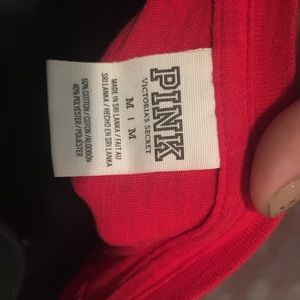 PINK
VICTORIA'S SECRET
M | M
MADE IN SRI LANKA / FAIT AU
SRI LANKA / HECHO EN SRI LANKA
60% COTTON/COTON/ALGODÓN
40% POLYESTER/POLIÉSTER